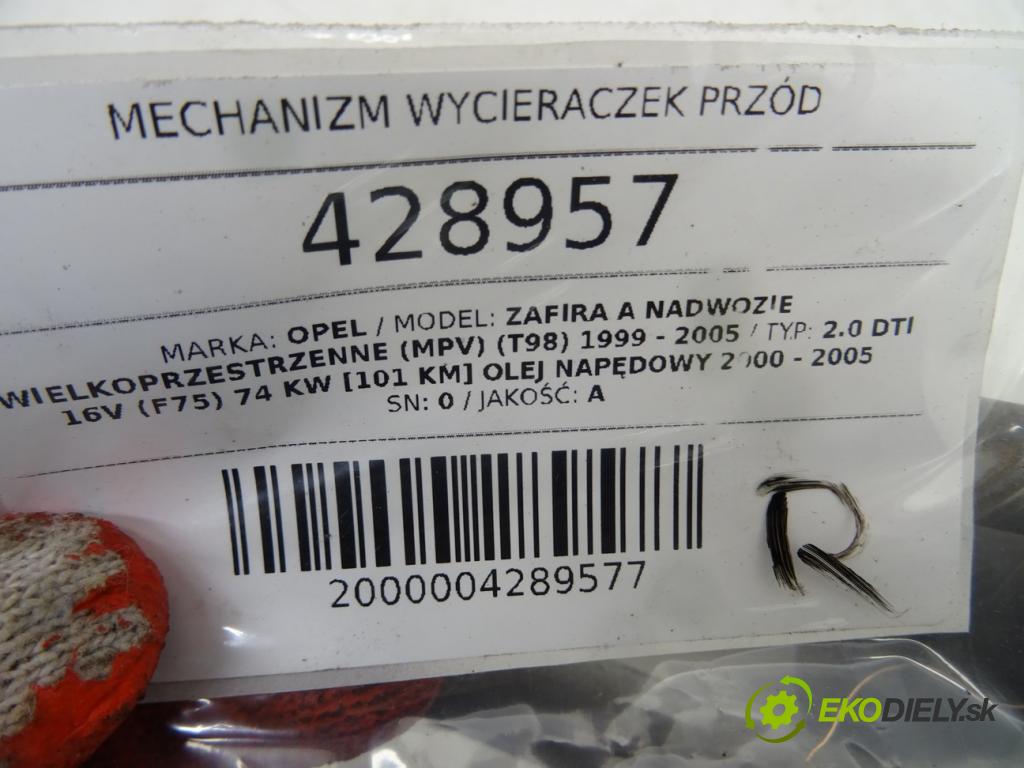 MECHANIZM WYCIERACZEK PRZÓD
428957
MARKA: OPEL / MODEL: ZAFIRA A NADWOZIE
WIELKOPRZESTRZENNE (MPV) (T98) 1999 - 2005 / TYP: 2.0 DTI
16V (F75) 74 KW [101 KM] OLEJ NAPĘDOWY 2000 - 2005
SN: 0 / JAKOŚĆ: A
2000004289577
R
EKODIELY.sk